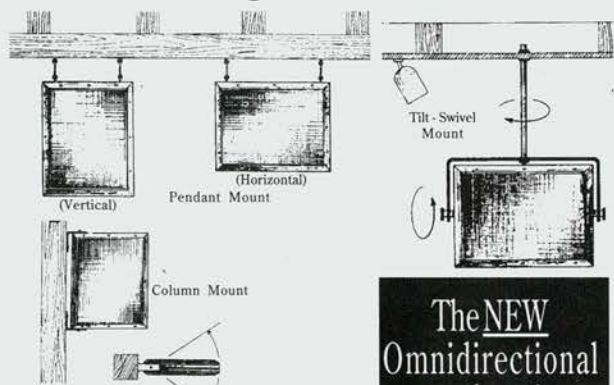 (Vertical)
(Horizontal)
Pendant Mount
Tilt - Swivel
Mount
Column Mount
The NEW
Omnidirectional